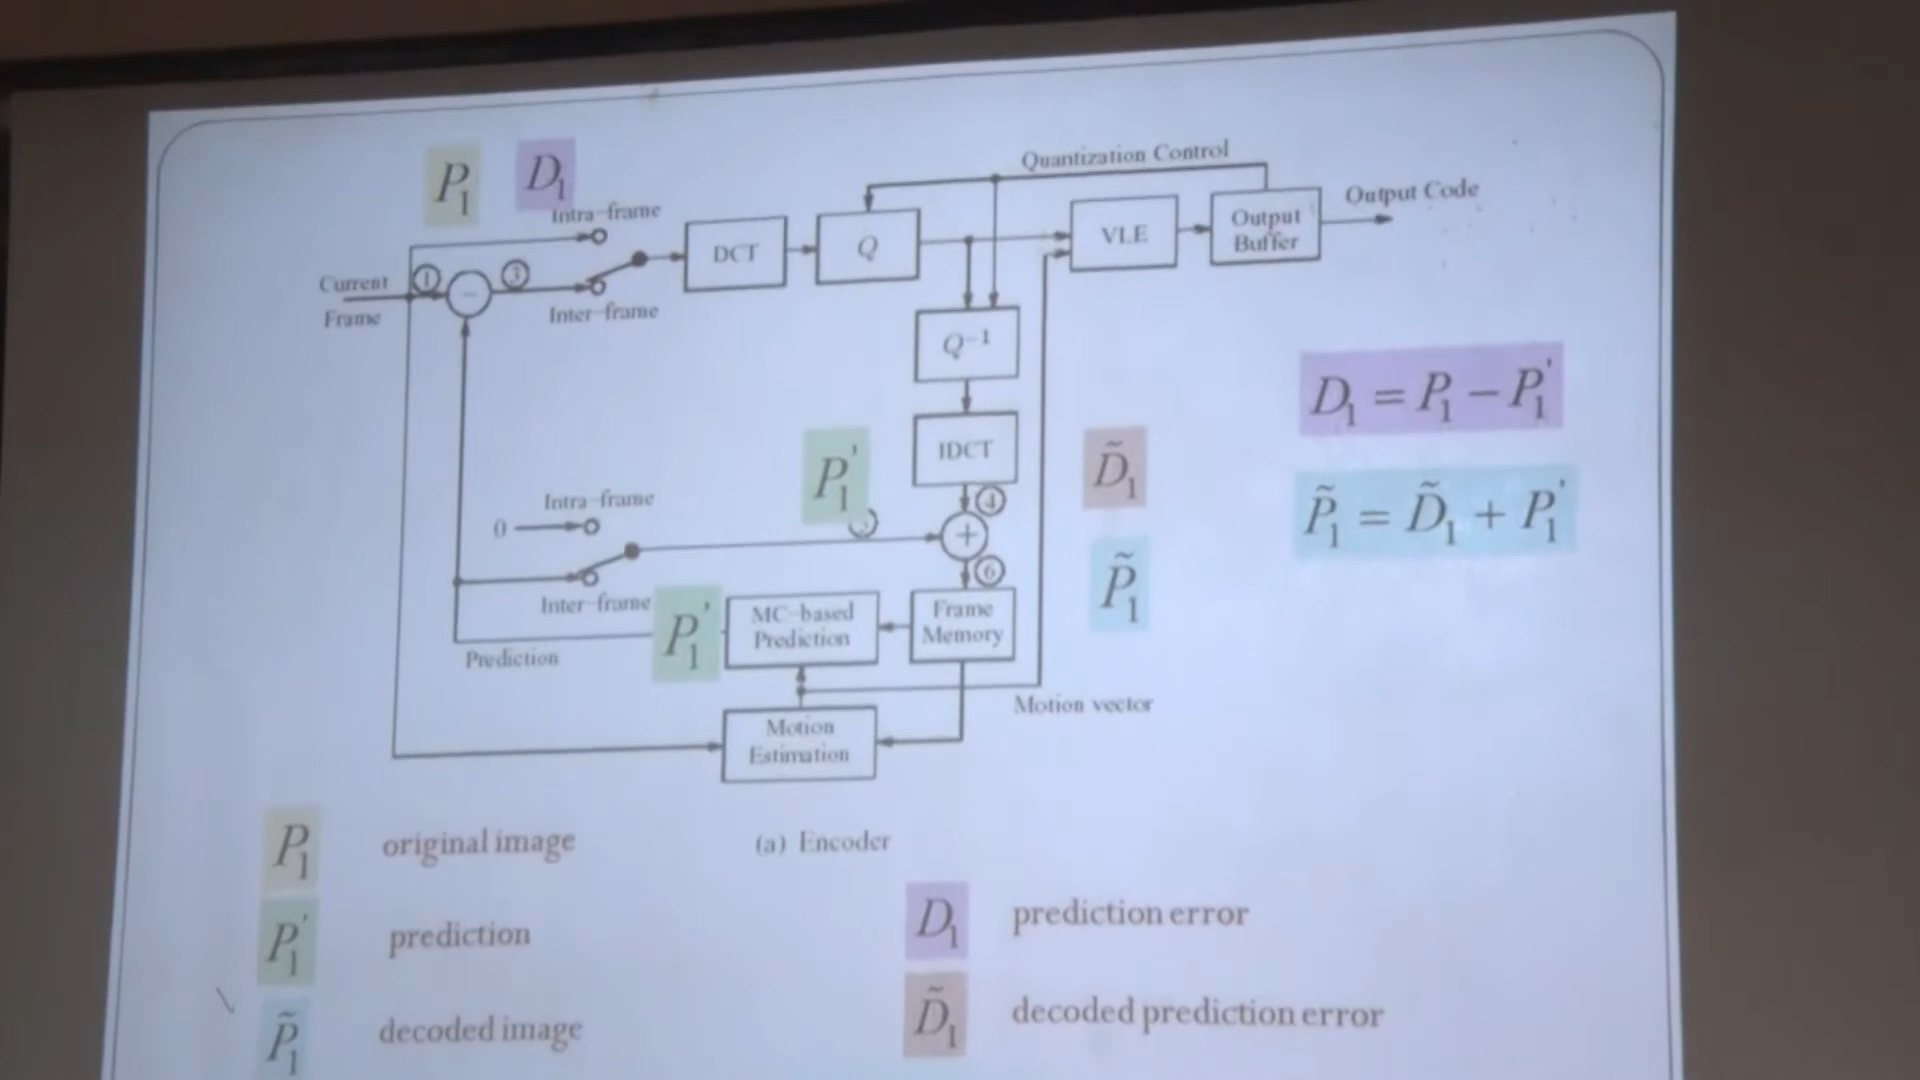 P₁ D₁
Quantization Control
Intra-frame
Output Code
DCT
Q
VLE
Output
Buffer
Current
Frame
①
−
③
Inter-frame
Q⁻¹
D₁ = P₁ − P₁'
IDCT
P₁'
D̃₁
④
Intra-frame
0
+
P̃₁ = D̃₁ + P₁'
⑥
P̃₁
Inter-frame
P₁'
MC-based
Prediction
Frame
Memory
Prediction
Motion vector
Motion
Estimation
P₁ original image
(a) Encoder
P₁' prediction
D₁ prediction error
P̃₁ decoded image
D̃₁ decoded prediction error